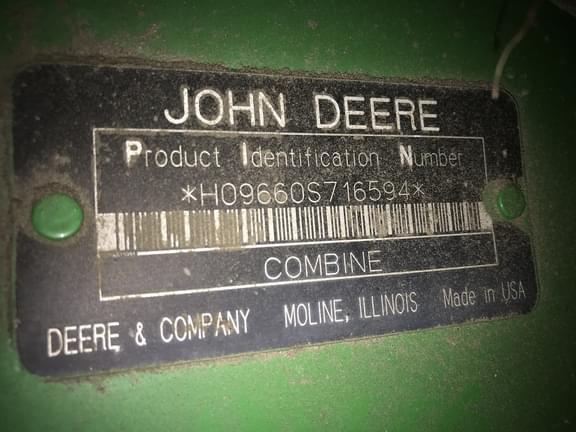 JOHN DEERE
Product Identification Number
*H09660S716594*
COMBINE
DEERE & COMPANY MOLINE, ILLINOIS Made in USA